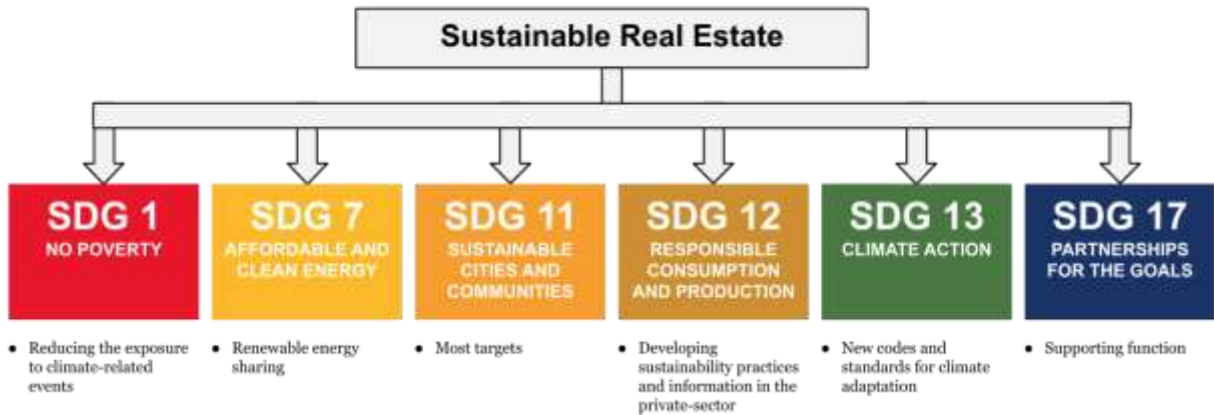 Sustainable Real Estate
SDG 1
NO POVERTY
SDG 7
AFFORDABLE AND
CLEAN ENERGY
SDG 11
SUSTAINABLE
CITIES AND
COMMUNITIES
SDG 12
RESPONSIBLE
CONSUMPTION
AND PRODUCTION
SDG 13
CLIMATE ACTION
SDG 17
PARTNERSHIPS
FOR THE GOALS
• Reducing the exposure
to climate-related
events
• Renewable energy
sharing
• Most targets
• Developing
sustainability practices
and information in the
private-sector
• New codes and
standards for climate
adaptation
• Supporting function